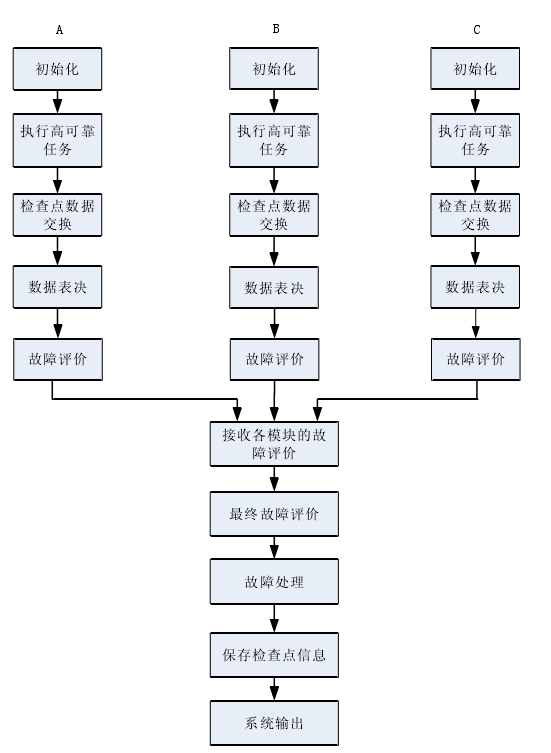 A
B
C
初始化
初始化
初始化
执行高可靠
任务
执行高可靠
任务
执行高可靠
任务
检查点数据
交换
检查点数据
交换
检查点数据
交换
数据表决
数据表决
数据表决
故障评价
故障评价
故障评价
接收各模块的故
障评价
最终故障评价
故障处理
保存检查点信息
系统输出